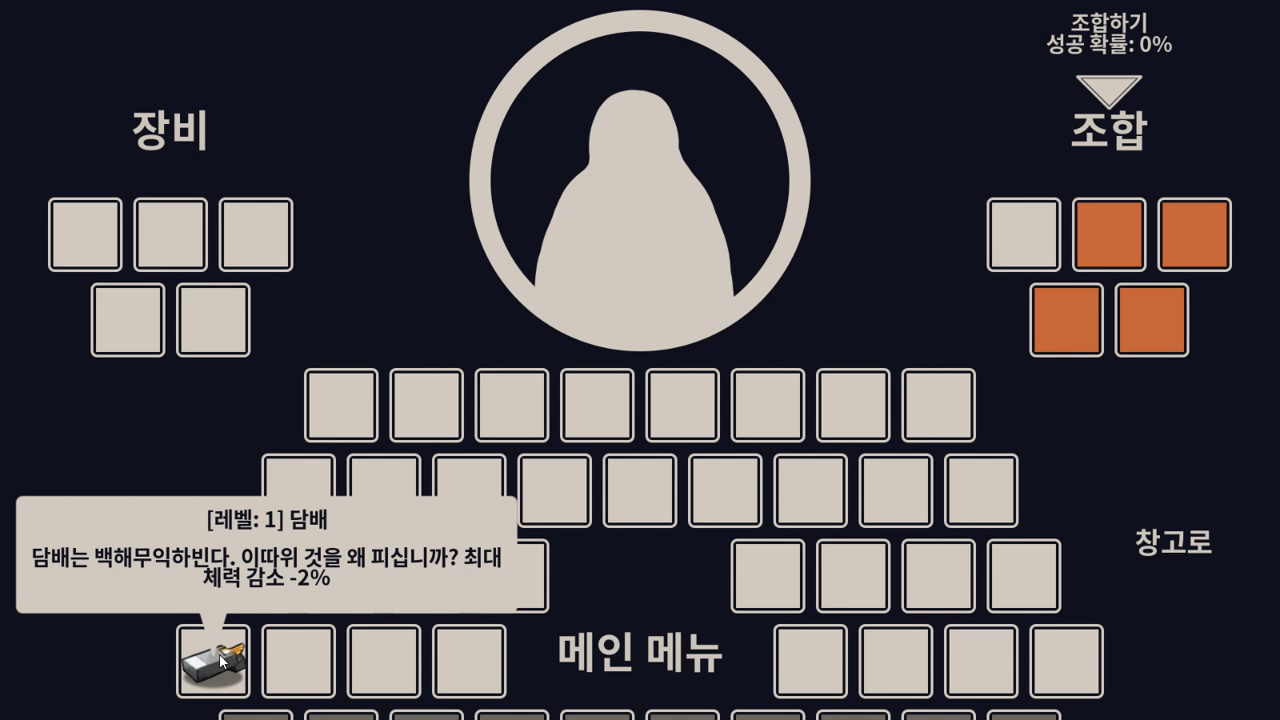 조합하기
성공 확률: 0%
장비
조합
[레벨: 1] 담배
담배는 백해무익하빈다. 이따위 것을 왜 피십니까? 최대
체력 감소 -2%
창고로
메인 메뉴